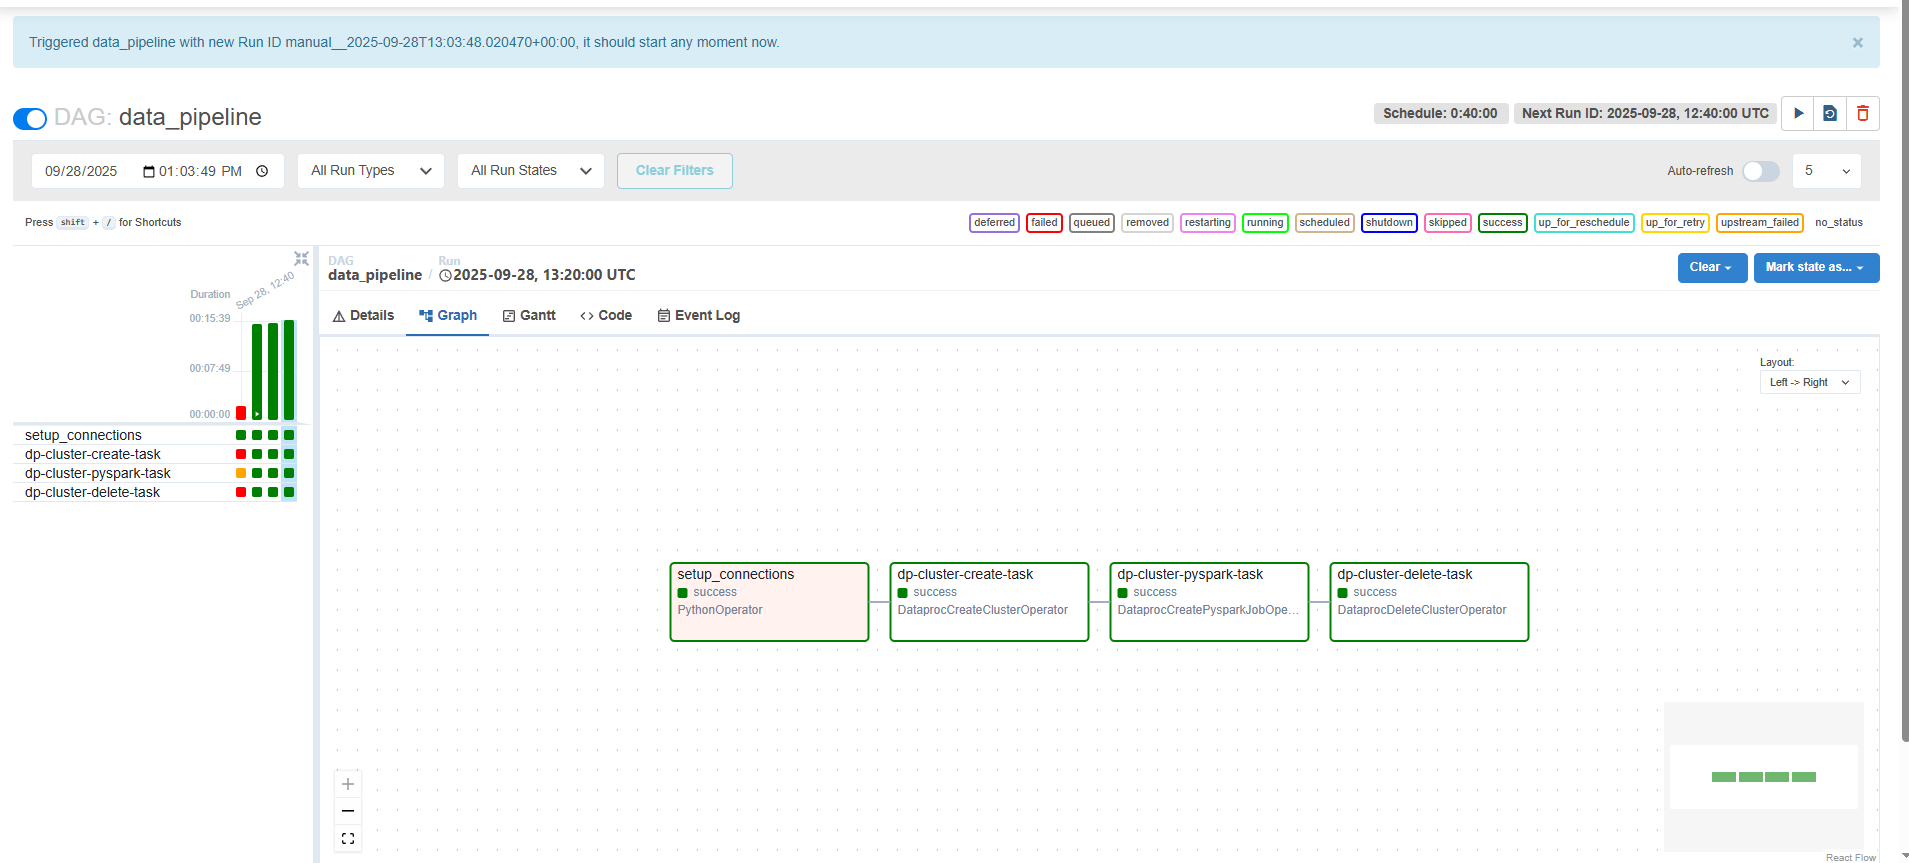 Triggered data_pipeline with new Run ID manual__2025-09-28T13:03:48.020470+00:00, it should start any moment now.
×
DAG: data_pipeline
Schedule: 0:40:00
Next Run ID: 2025-09-28, 12:40:00 UTC
09/28/2025 01:03:49 PM
All Run Types
All Run States
Clear Filters
Auto-refresh
5
Press shift + / for Shortcuts
deferred failed queued removed restarting running scheduled shutdown skipped success up_for_reschedule up_for_retry upstream_failed no_status
Sep 28, 12:40
Duration
00:15:39
00:07:49
00:00:00
setup_connections
dp-cluster-create-task
dp-cluster-pyspark-task
dp-cluster-delete-task
DAG
data_pipeline
/
Run
2025-09-28, 13:20:00 UTC
Clear
Mark state as...
Details
Graph
Gantt
Code
Event Log
Layout:
Left -> Right
setup_connections
success
PythonOperator
dp-cluster-create-task
success
DataprocCreateClusterOperator
dp-cluster-pyspark-task
success
DataprocCreatePysparkJobOpe...
dp-cluster-delete-task
success
DataprocDeleteClusterOperator
React Flow